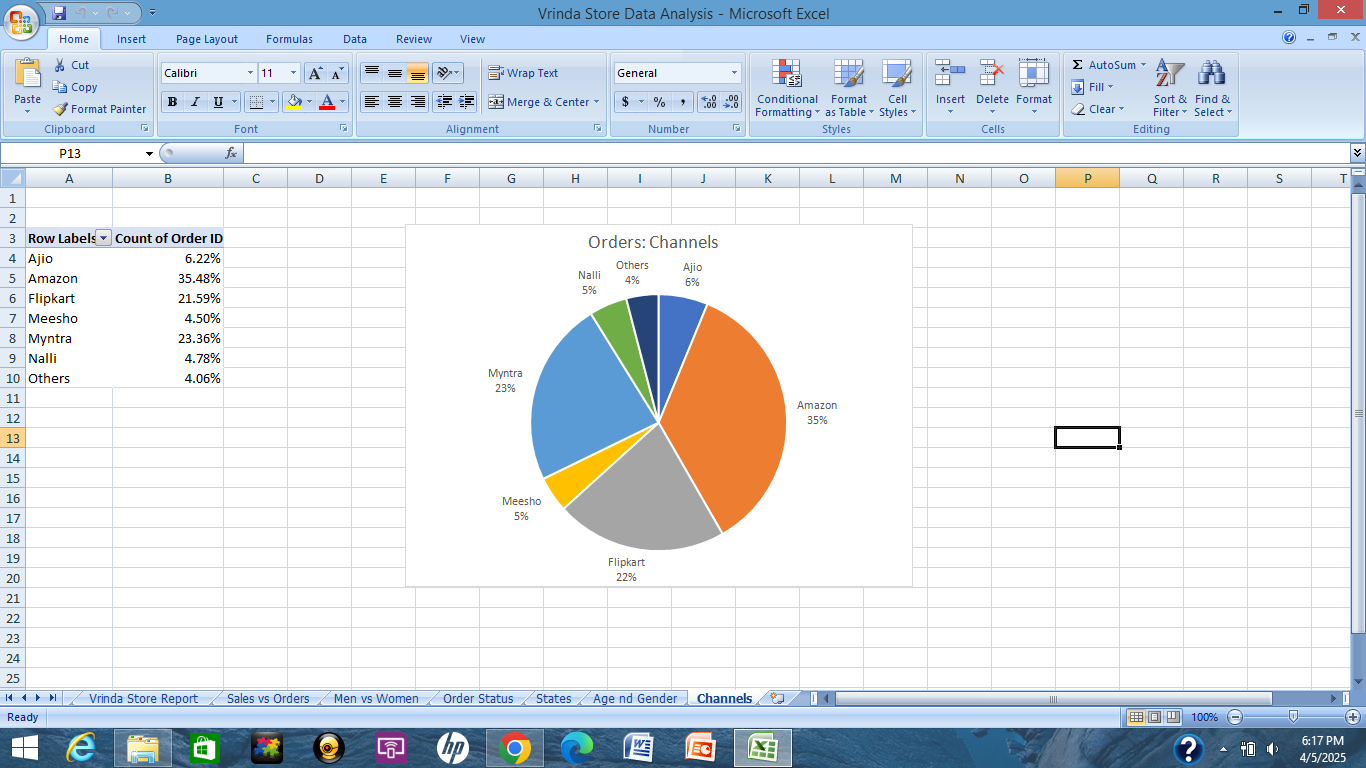 Vrinda Store Data Analysis - Microsoft Excel
Home Insert Page Layout Formulas Data Review View
Paste Cut Copy Format Painter Clipboard
Calibri 11 A A B I U A Font
Wrap Text Merge & Center Alignment
General $ % , .0 .00 .00 .0 Number
Conditional Formatting Format as Table Cell Styles Styles
Insert Delete Format Cells
Σ AutoSum Fill Clear Sort & Filter Find & Select Editing
P13 fx
A B C D E F G H I J K L M N O P Q R S T
1
2
3 Row Labels Count of Order ID
4 Ajio 6.22%
5 Amazon 35.48%
6 Flipkart 21.59%
7 Meesho 4.50%
8 Myntra 23.36%
9 Nalli 4.78%
10 Others 4.06%
11
12
13
14
15
16
17
18
19
20
21
22
23
24
25
Orders: Channels
Others
4%
Ajio
6%
Nalli
5%
Myntra
23%
Amazon
35%
Meesho
5%
Flipkart
22%
Vrinda Store Report Sales vs Orders Men vs Women Order Status States Age nd Gender Channels
Ready 100%
hp
?
6:17 PM
4/5/2025